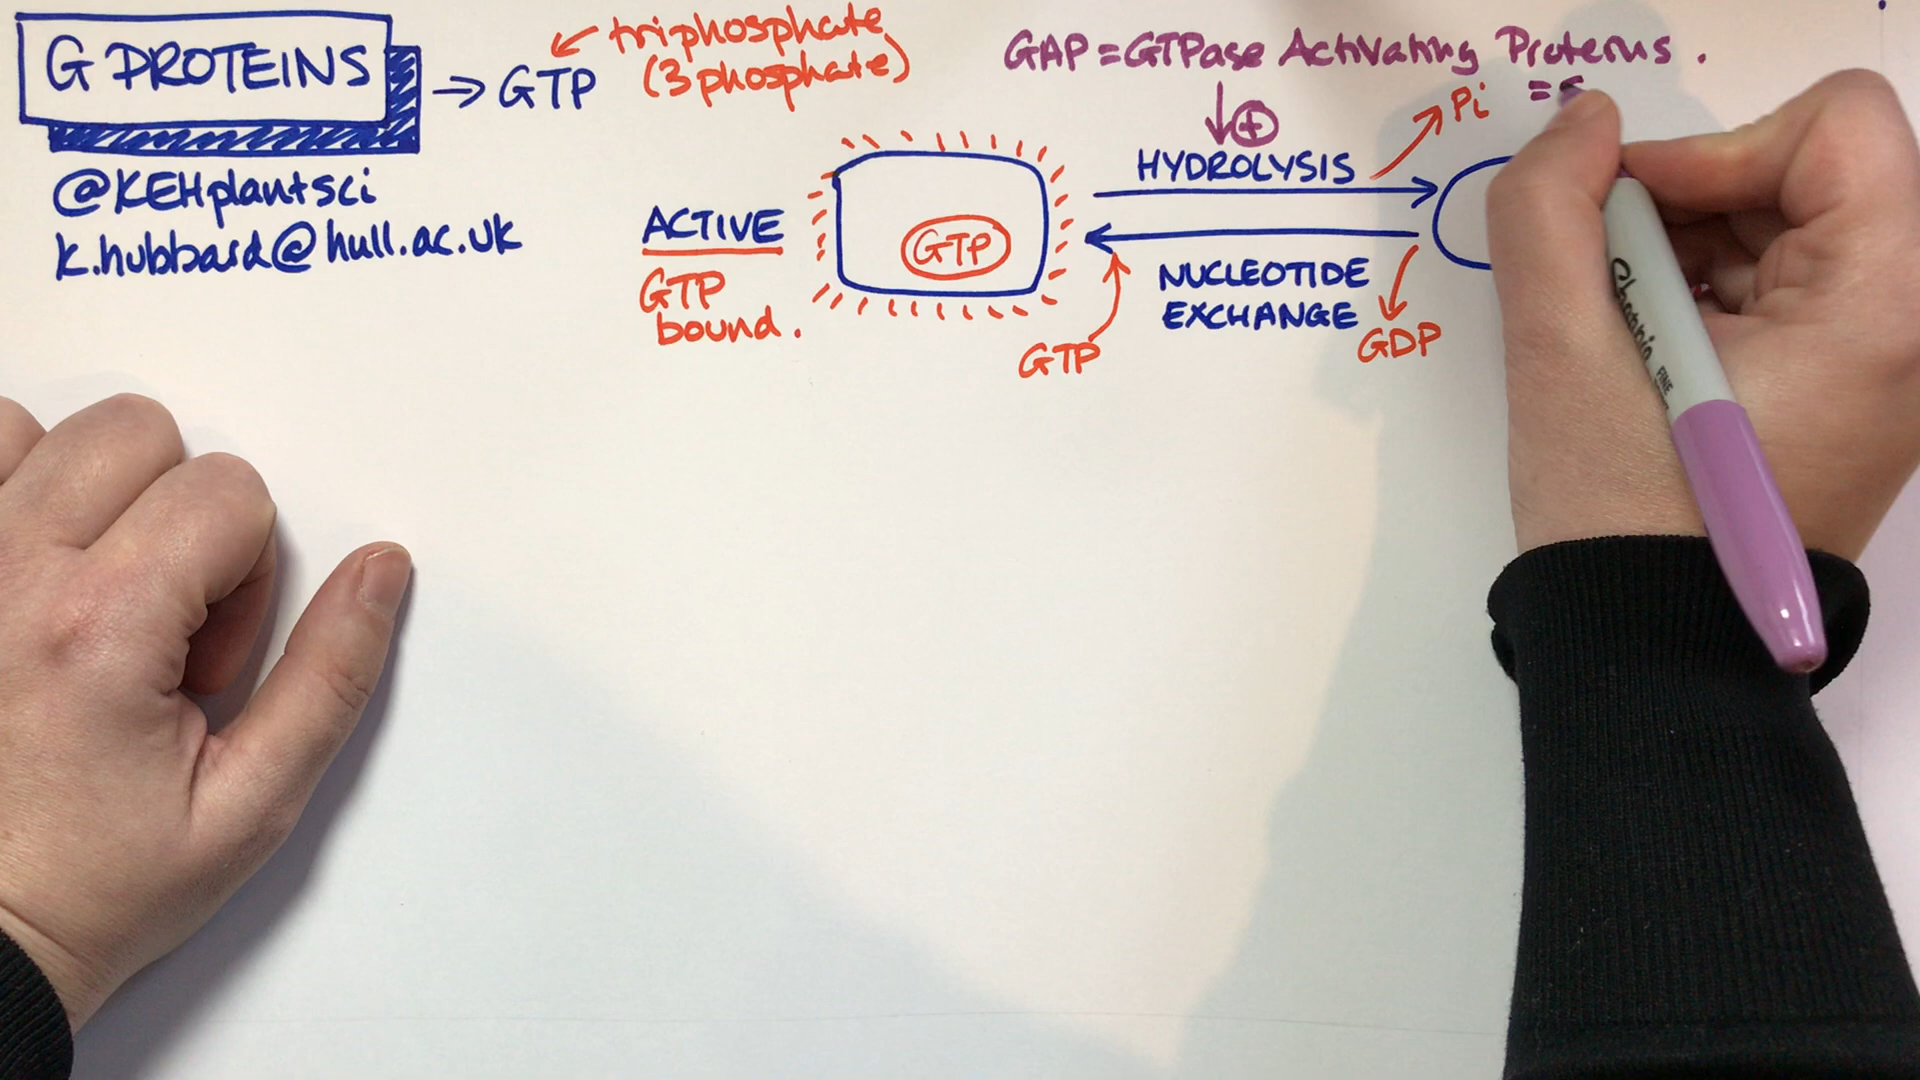 G PROTEINS → GTP
triphosphate
(3 phosphate)
@KEHplantsci
k.hubbard@hull.ac.uk
GAP = GTPase Activating Proteins.
Pi
=
+
HYDROLYSIS
ACTIVE
GTP
bound.
GTP
NUCLEOTIDE
EXCHANGE
GTP
GDP
Sharpie
FINE